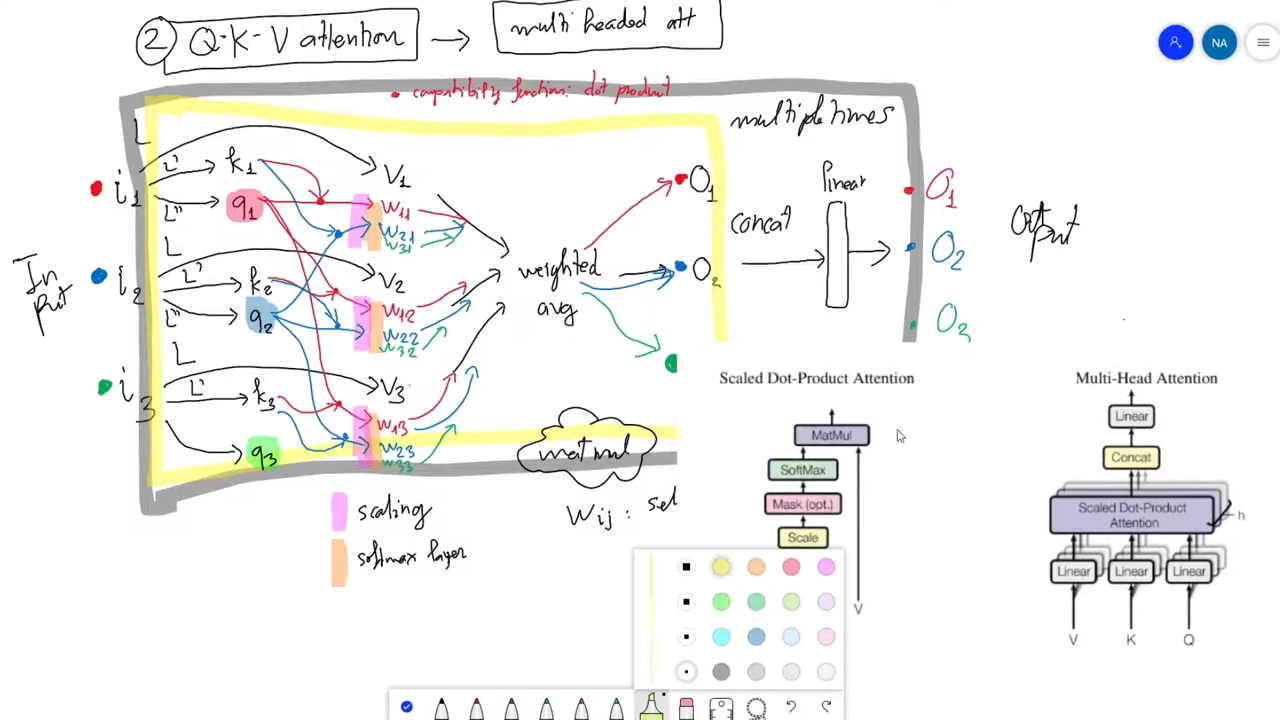 2 Q-K-V attention → multi headed att
NA
• compatibility function: dot product
multiple times
Input
i1
i2
i3
L
L'
L"
k1
q1
V1
w11
w21
w31
L
L'
L"
k2
q2
V2
w12
w22
w32
L
L'
k3
q3
V3
w13
w23
w33
weighted
avg
O1
O2
concat
linear
O1
O2
O3
Output
matmul
scaling
softmax layer
Wij : sel
Scaled Dot-Product Attention
MatMul
SoftMax
Mask (opt.)
Scale
V
Multi-Head Attention
Linear
Concat
Scaled Dot-Product
Attention
h
Linear
Linear
Linear
V
K
Q